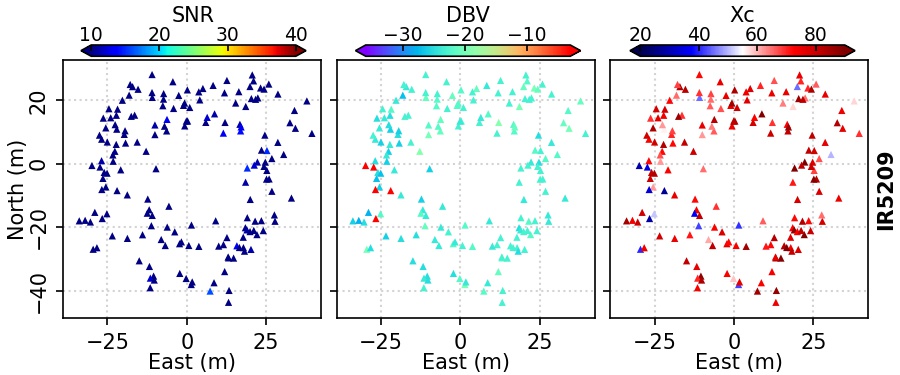 SNR DBV Xc
10 20 30 40 −30 −20 −10 20 40 60 80
North (m)
20
0
−20
−40
−25 0 25 −25 0 25 −25 0 25
East (m) East (m) East (m)
IR5209